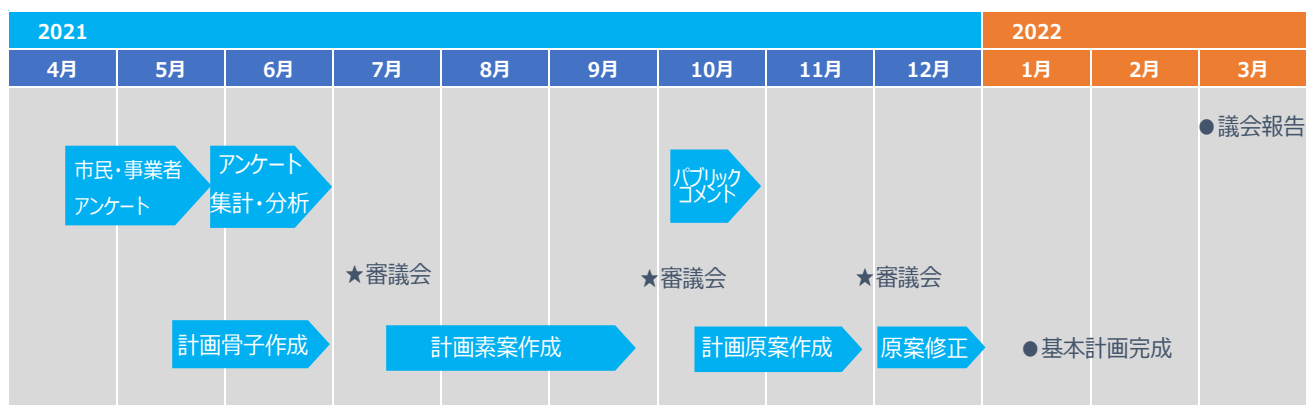 2021
2022
4月
5月
6月
7月
8月
9月
10月
11月
12月
1月
2月
3月
●議会報告
市民・事業者
アンケート
アンケート
集計・分析
パブリック
コメント
★審議会
★審議会
★審議会
計画骨子作成
計画素案作成
計画原案作成
原案修正
●基本計画完成